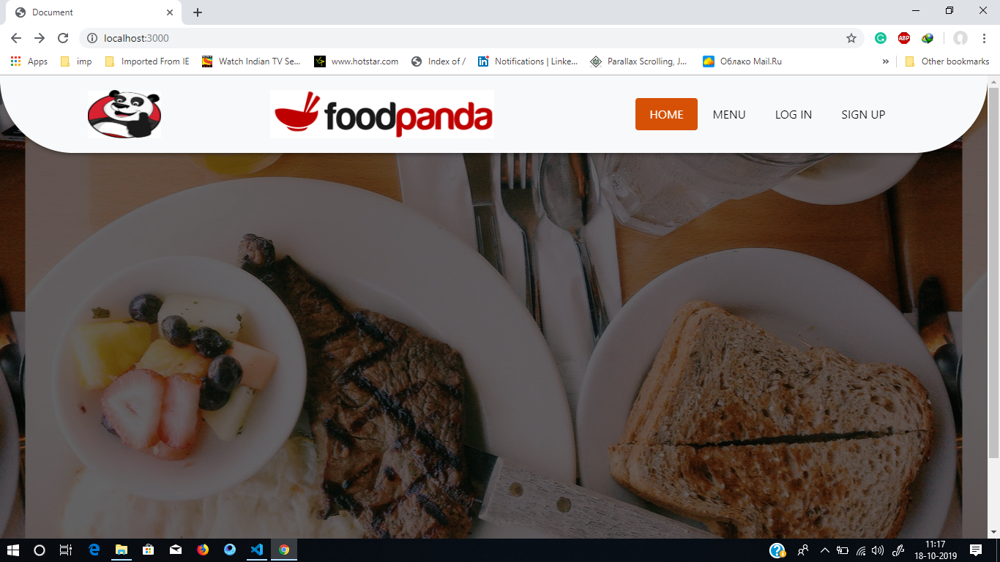 Document
localhost:3000
ABP
Apps
imp
Imported From IE
Watch Indian TV Se...
www.hotstar.com
Index of /
Notifications | Linke...
Parallax Scrolling, J...
Облако Mail.Ru
»
Other bookmarks
foodpanda
HOME
MENU
LOG IN
SIGN UP
11:17
18-10-2019